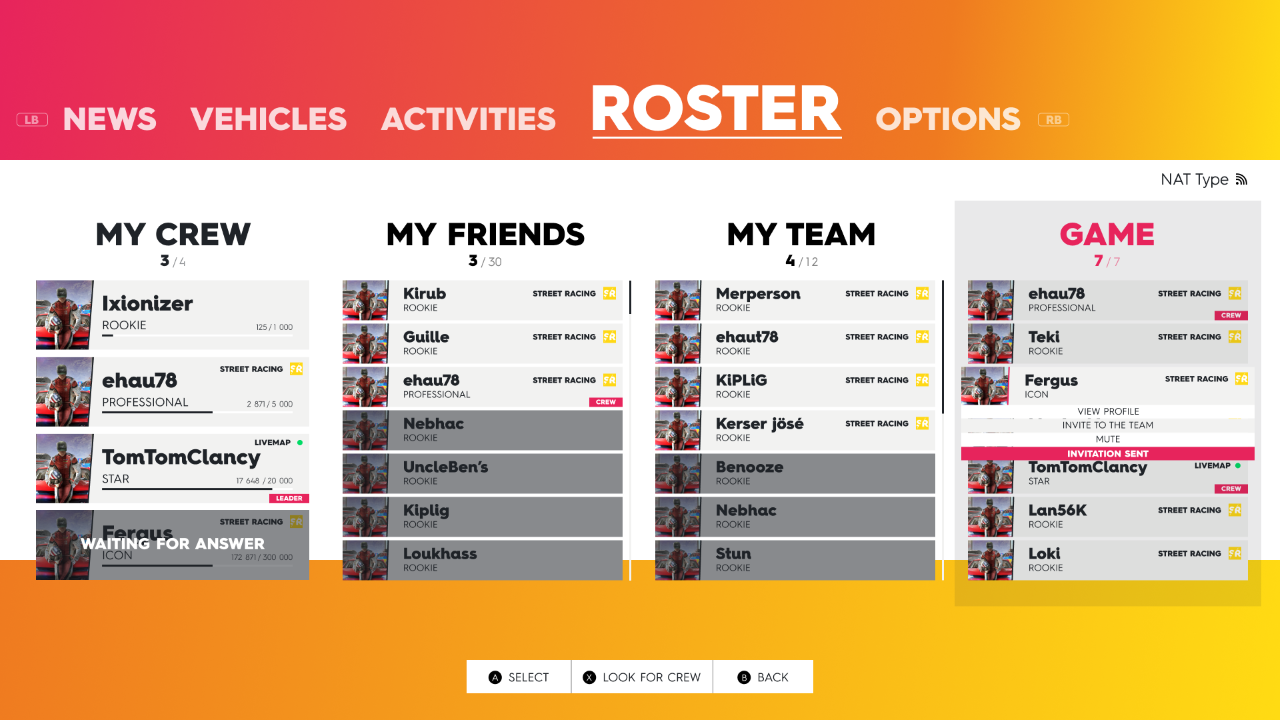 LB NEWS VEHICLES ACTIVITIES ROSTER OPTIONS RB
NAT Type
MY CREW
3 / 4
Ixionizer
ROOKIE
125 / 1 000
STREET RACING
ehau78
PROFESSIONAL
2 871 / 5 000
LIVEMAP
TomTomClancy
STAR
17 648 / 20 000
LEADER
STREET RACING
Fergus
WAITING FOR ANSWER
ICON
172 871 / 300 000
MY FRIENDS
3 / 30
Kirub
STREET RACING
ROOKIE
Guille
STREET RACING
ROOKIE
ehau78
STREET RACING
PROFESSIONAL
CREW
Nebhac
ROOKIE
UncleBen's
ROOKIE
Kiplig
ROOKIE
Loukhass
ROOKIE
MY TEAM
4 / 12
Merperson
STREET RACING
ROOKIE
ehaut78
STREET RACING
ROOKIE
KiPLiG
STREET RACING
ROOKIE
Kerser jösé
STREET RACING
ROOKIE
Benooze
ROOKIE
Nebhac
ROOKIE
Stun
ROOKIE
GAME
7 / 7
ehau78
STREET RACING
PROFESSIONAL
CREW
Teki
STREET RACING
ROOKIE
Fergus
STREET RACING
ICON
VIEW PROFILE
INVITE TO THE TEAM
MUTE
INVITATION SENT
TomTomClancy
LIVEMAP
STAR
CREW
Lan56K
STREET RACING
ROOKIE
Loki
STREET RACING
ROOKIE
A SELECT
X LOOK FOR CREW
B BACK